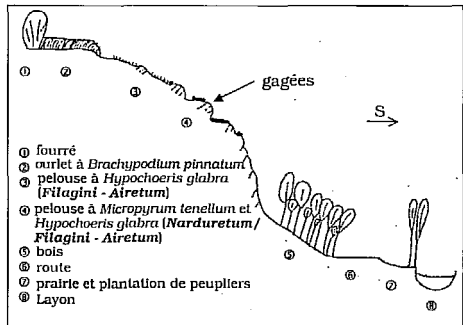 gagées
S
① ② ③ ④
① fourré
② ourlet à Brachypodium pinnatum
③ pelouse à Hypochoeris glabra
(Filagini - Airetum)
④ pelouse à Micropyrum tenellum et
Hypochoeris glabra (Narduretum/
Filagini - Airetum)
⑤ bois
⑥ route
⑦ prairie et plantation de peupliers
⑧ Layon
⑤ ⑥ ⑦ ⑧